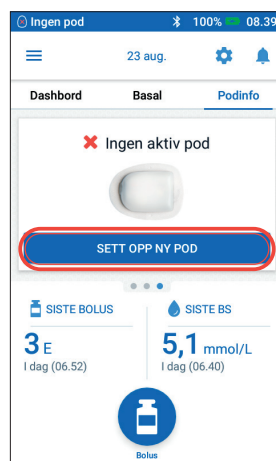 Ingen pod 100% 08.39
23 aug.
Dashbord Basal Podinfo
Ingen aktiv pod
SETT OPP NY POD
SISTE BOLUS SISTE BS
3 E 5,1 mmol/L
I dag (06.52) I dag (06.40)
Bolus